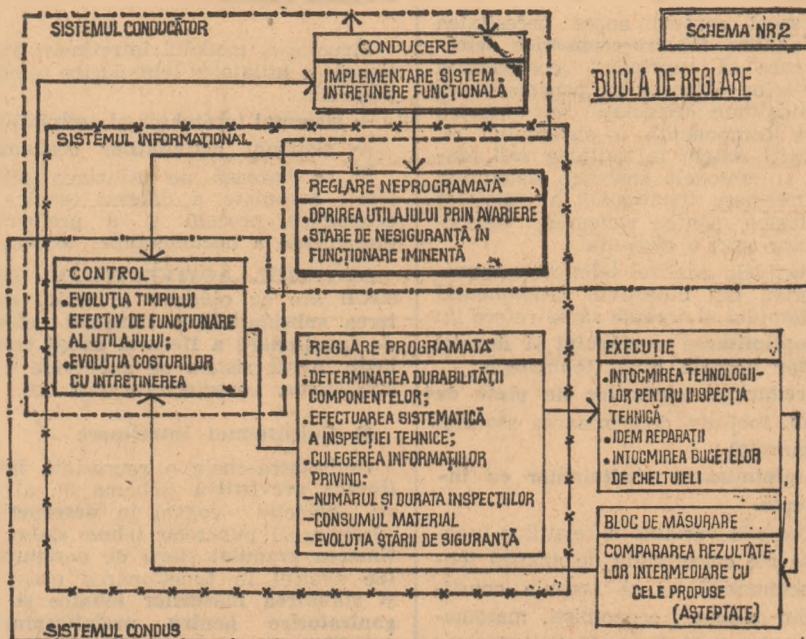 SISTEMUL CONDUCĂTOR
SCHEMA NR.2
BUCLA DE REGLARE
CONDUCERE
IMPLEMENTARE SISTEM
INTREȚINERE FUNCȚIONALĂ
SISTEMUL INFORMAȚIONAL
REGLARE NEPROGRAMATĂ
• OPRIREA UTILAJULUI PRIN AVARIERE
• STARE DE NESIGURANȚĂ ÎN
FUNCȚIONARE IMINENTĂ
CONTROL
• EVOLUȚIA TIMPULUI
EFECTIV DE FUNCȚIONARE
AL UTILAJULUI;
• EVOLUȚIA COSTURILOR
CU INTREȚINEREA
REGLARE PROGRAMATĂ
• DETERMINAREA DURABILITĂȚII
COMPONENTELOR;
• EFECTUAREA SISTEMATICĂ
A INSPECȚIEI TEHNICE;
• CULEGEREA INFORMAȚIILOR
PRIVIND:
-NUMĂRUL ȘI DURATA INSPECȚIILOR
-CONSUMUL MATERIAL
-EVOLUȚIA STĂRII DE SIGURANȚĂ
EXECUȚIE
• INTOCMIREA TEHNOLOGII-
LOR PENTRU INSPECȚIA
TEHNICĂ
• IDEM REPARAȚII
• INTOCMIREA BUGETELOR
DE CHELTUIELI
BLOC DE MĂSURARE
COMPARAREA REZULTATE-
LOR INTERMEDIARE CU
CELE PROPUSE
(AȘTEPTATE)
SISTEMUL CONDUS